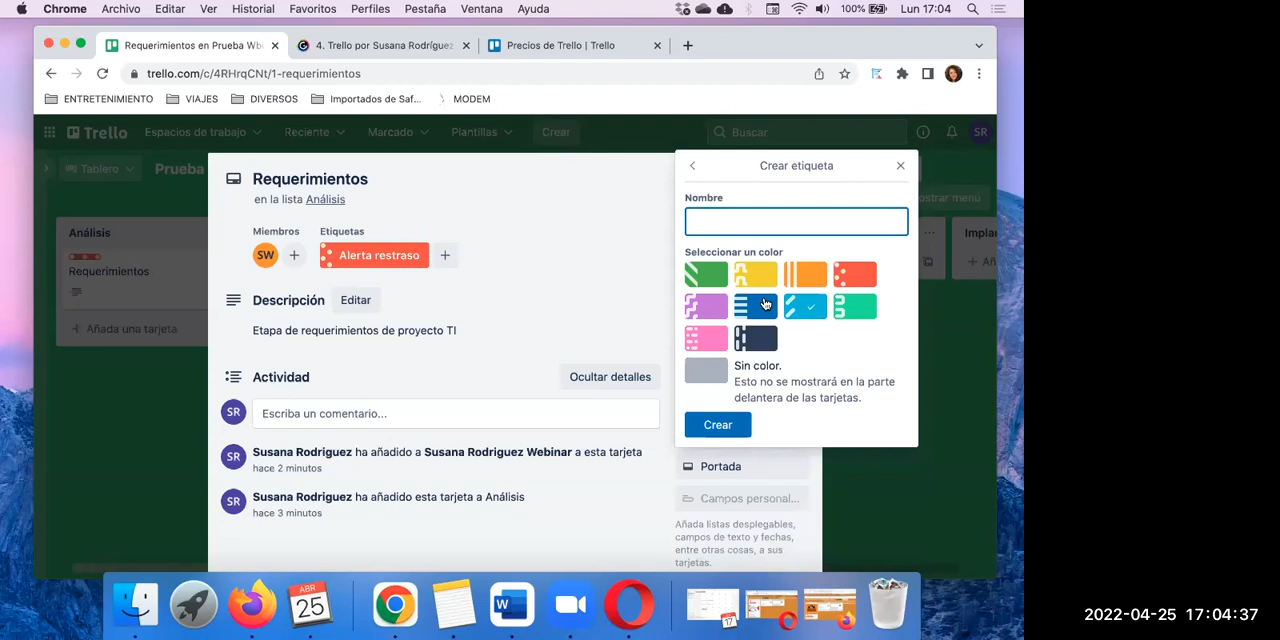 Chrome Archivo Editar Ver Historial Favoritos Perfiles Pestaña Ventana Ayuda 100% Lun 17:04
Requerimientos en Prueba Wbi 4. Trello por Susana Rodríguez Precios de Trello | Trello
trello.com/c/4RHrqCNt/1-requerimientos
ENTRETENIMIENTO VIAJES DIVERSOS Importados de Saf... MODEM
Trello Espacios de trabajo Reciente Marcado Plantillas Crear Buscar SR
Tablero Prueba
ostrar menú
Análisis
Requerimientos
Añada una tarjeta
Implan
Añ
Requerimientos
en la lista Análisis
Miembros Etiquetas
SW Alerta restraso
Descripción Editar
Etapa de requerimientos de proyecto TI
Actividad Ocultar detalles
SR Escriba un comentario...
SR Susana Rodriguez ha añadido a Susana Rodriguez Webinar a esta tarjeta
hace 2 minutos
SR Susana Rodriguez ha añadido esta tarjeta a Análisis
hace 3 minutos
Crear etiqueta
Nombre
Seleccionar un color
Sin color.
Esto no se mostrará en la parte
delantera de las tarjetas.
Crear
Portada
Campos personal...
Añada listas desplegables,
campos de texto y fechas,
entre otras cosas, a sus
tarjetas.
ABR
25
W
17
2022-04-25 17:04:37